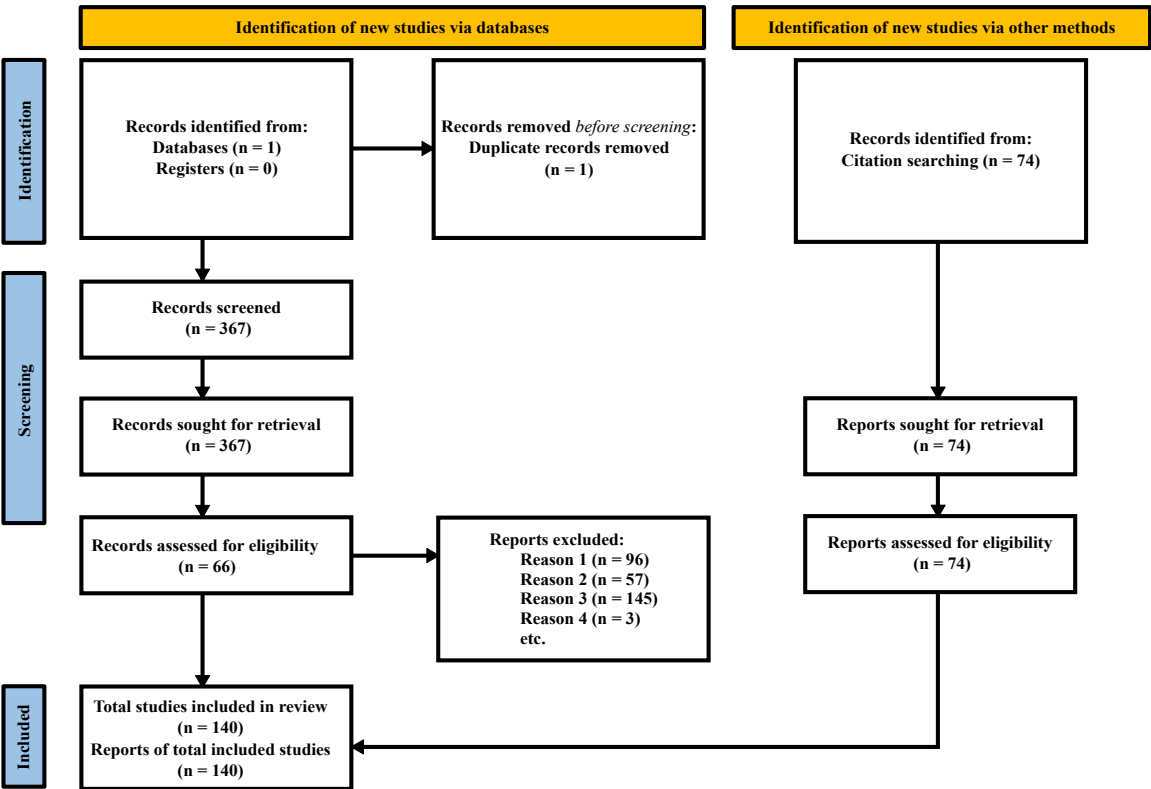 Identification of new studies via databases
Identification of new studies via other methods
Identification
Records identified from:
Databases (n = 1)
Registers (n = 0)
Records removed before screening:
Duplicate records removed
(n = 1)
Records identified from:
Citation searching (n = 74)
Screening
Records screened
(n = 367)
Records sought for retrieval
(n = 367)
Reports sought for retrieval
(n = 74)
Records assessed for eligibility
(n = 66)
Reports excluded:
Reason 1 (n = 96)
Reason 2 (n = 57)
Reason 3 (n = 145)
Reason 4 (n = 3)
etc.
Reports assessed for eligibility
(n = 74)
Included
Total studies included in review
(n = 140)
Reports of total included studies
(n = 140)